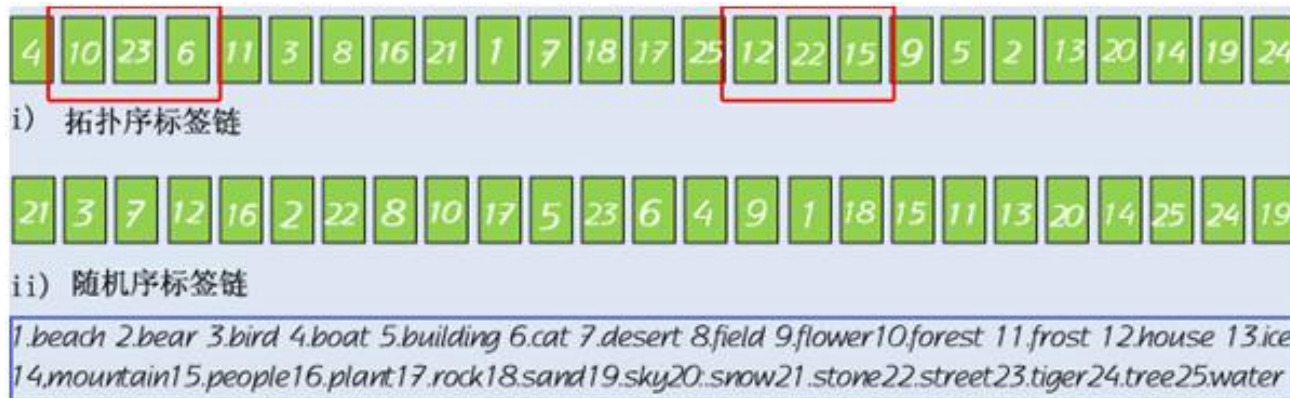 4 10 23 6 11 3 8 16 21 1 7 18 17 25 12 22 15 9 5 2 13 20 14 19 24
i) 拓扑序标签链
21 3 7 12 16 2 22 8 10 17 5 23 6 4 9 1 18 15 11 13 20 14 25 24 19
ii) 随机序标签链
1.beach 2.bear 3.bird 4.boat 5.building 6.cat 7.desert 8.field 9.flower10.forest 11.frost 12.house 13.ice
14,mountain15.people16.plant17.rock18.sand19.sky20.snow21.stone22.street23.tiger24.tree25.water